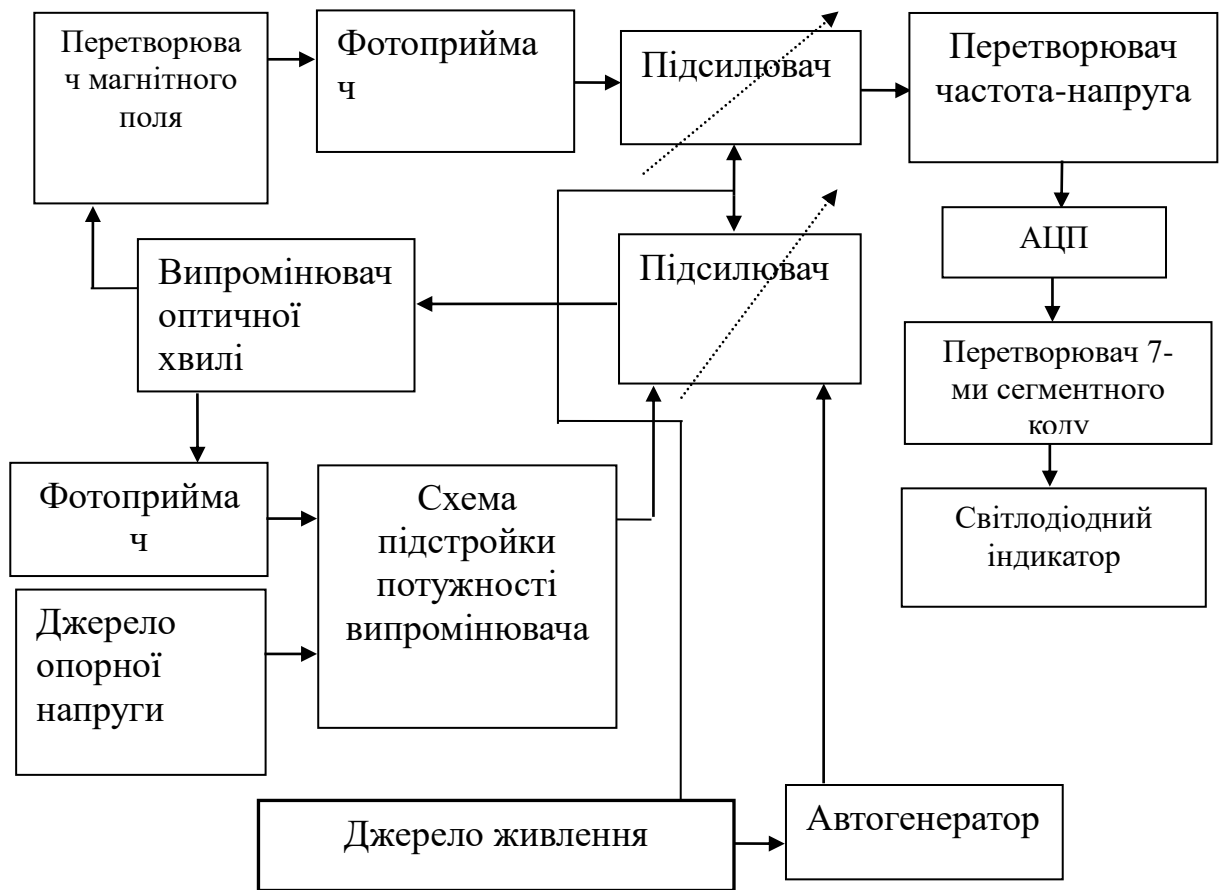 Перетворюва
ч магнітного
поля
Фотоприйма
ч
Підсилювач
Перетворювач
частота-напруга
АЦП
Випромінювач
оптичної
хвилі
Підсилювач
Перетворювач 7-
ми сегментного
коду
Фотоприйма
ч
Схема
підстройки
потужності
випромінювача
Світлодіодний
індикатор
Джерело
опорної
напруги
Джерело живлення
Автогенератор